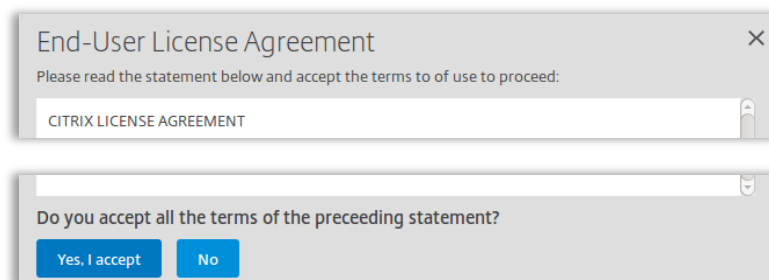 End-User License Agreement
Please read the statement below and accept the terms to of use to proceed:
CITRIX LICENSE AGREEMENT
Do you accept all the terms of the preceeding statement?
Yes, I accept
No